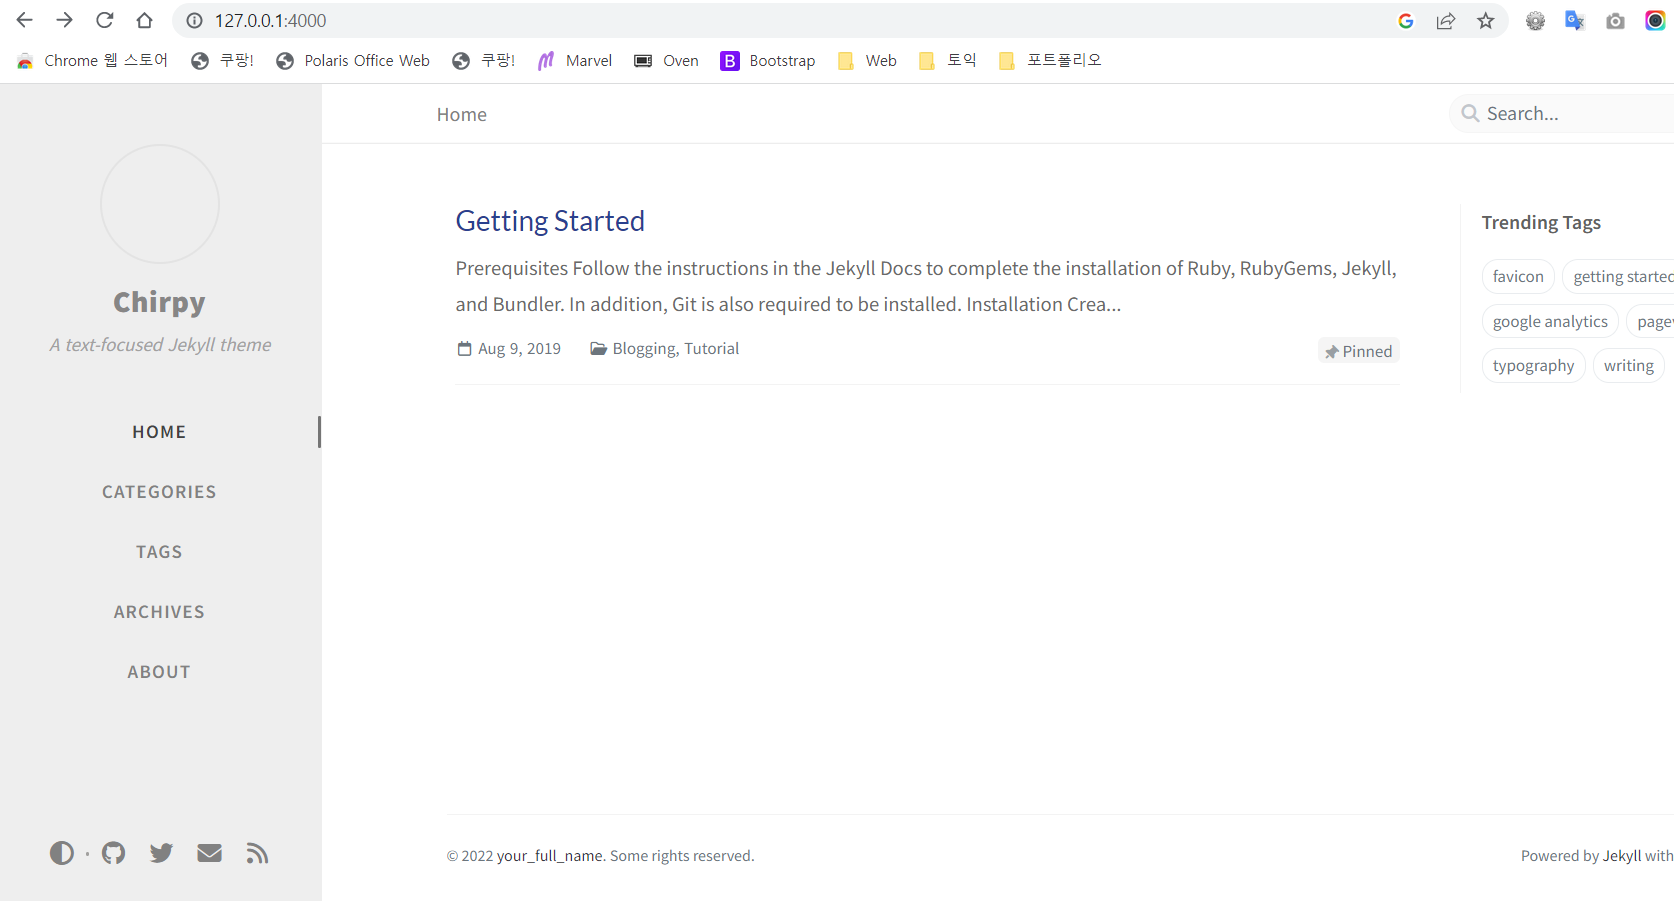 127.0.0.1:4000
Chrome 웹 스토어 쿠팡! Polaris Office Web 쿠팡! Marvel Oven B Bootstrap Web 토익 포트폴리오
Home
Search...
Chirpy
A text-focused Jekyll theme
HOME
CATEGORIES
TAGS
ARCHIVES
ABOUT
Getting Started
Prerequisites Follow the instructions in the Jekyll Docs to complete the installation of Ruby, RubyGems, Jekyll,
and Bundler. In addition, Git is also required to be installed. Installation Crea...
Aug 9, 2019 Blogging, Tutorial Pinned
Trending Tags
favicon getting started
google analytics
typography writing
© 2022 your_full_name. Some rights reserved.
Powered by Jekyll with